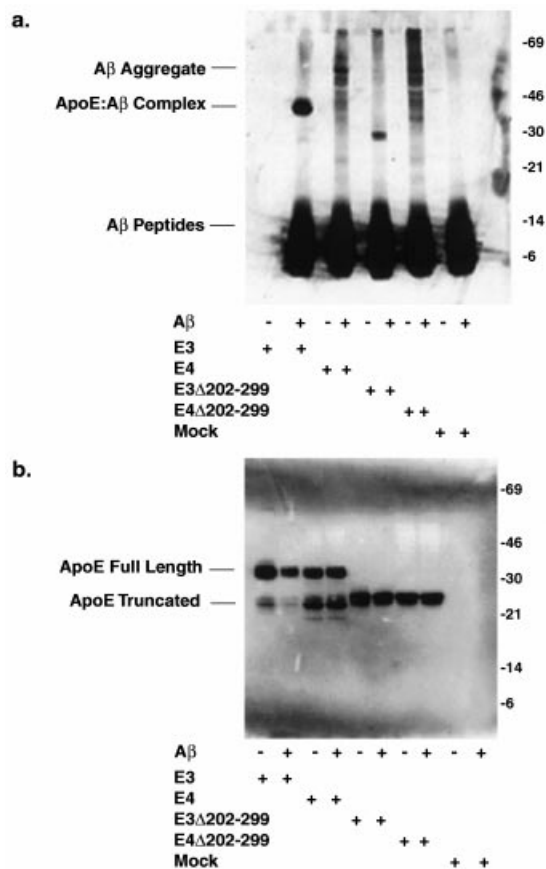 a.
Aβ Aggregate
ApoE:Aβ Complex
Aβ Peptides
-69
-46
-30
-21
-14
-6
Aβ - + - + - + - + - +
E3 + +
E4 + +
E3Δ202-299 + +
E4Δ202-299 + +
Mock + +
b.
ApoE Full Length
ApoE Truncated
-69
-46
-30
-21
-14
-6
Aβ - + - + - + - + - +
E3 + +
E4 + +
E3Δ202-299 + +
E4Δ202-299 + +
Mock + +